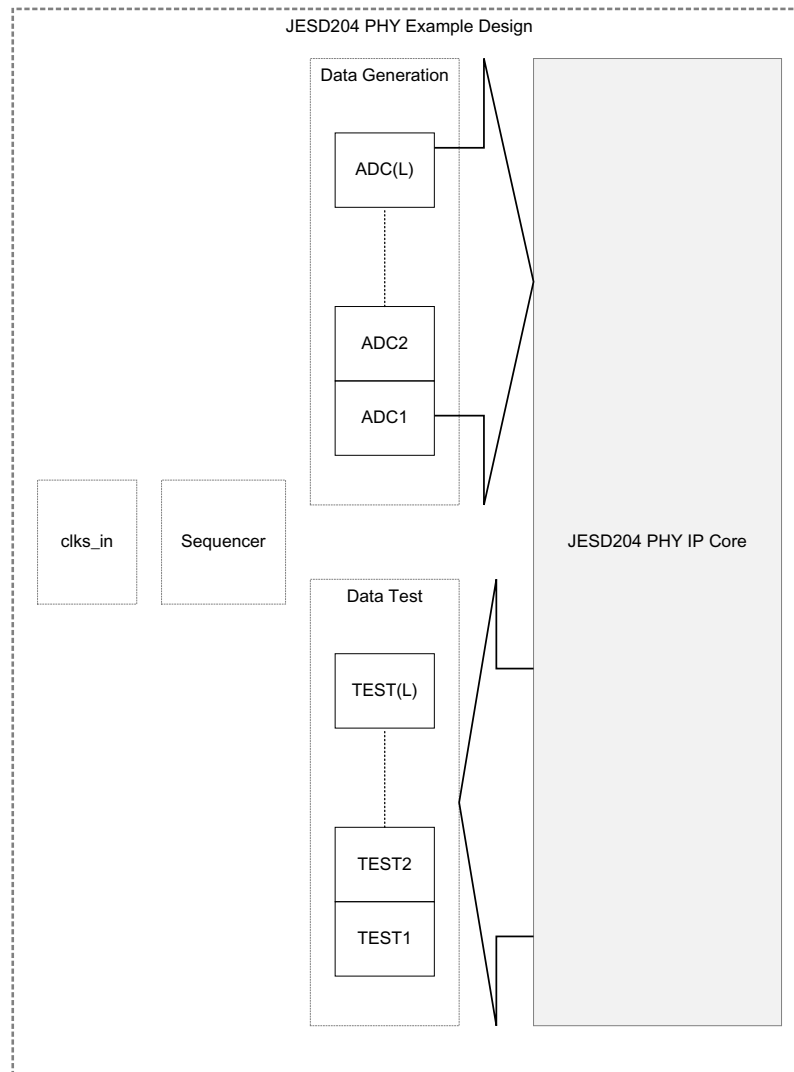 JESD204 PHY Example Design
Data Generation
ADC(L)
ADC2
ADC1
clks_in
Sequencer
JESD204 PHY IP Core
Data Test
TEST(L)
TEST2
TEST1